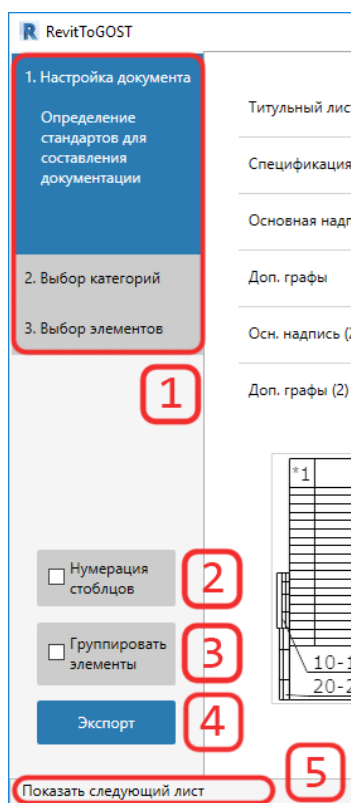 RevitToGOST
1. Настройка документа
Определение
стандартов для
составления
документации
2. Выбор категорий
3. Выбор элементов
1
Титульный лис
Спецификация
Основная надп
Доп. графы
Осн. надпись (2
Доп. графы (2)
*1
10-1
20-2
Нумерация
стоблцов
2
Группировать
элементы
3
Экспорт
4
Показать следующий лист
5